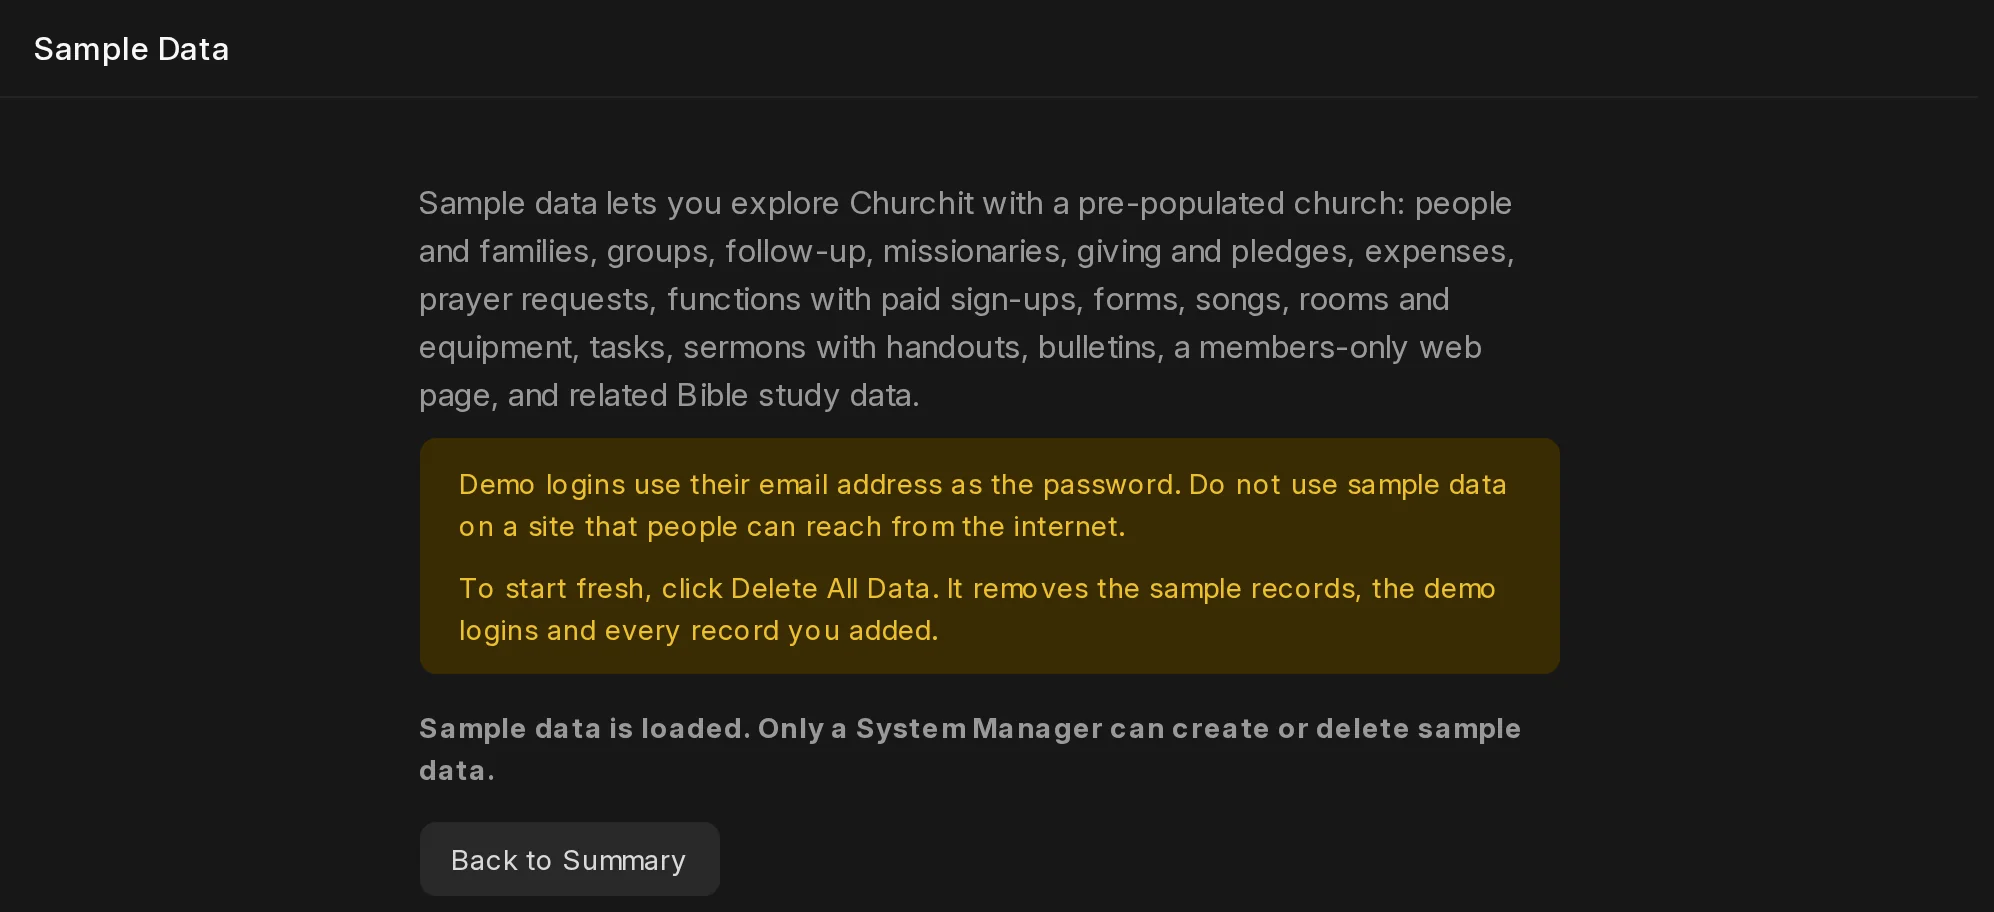 Sample Data
Sample data lets you explore Churchit with a pre-populated church: people
and families, groups, follow-up, missionaries, giving and pledges, expenses,
prayer requests, functions with paid sign-ups, forms, songs, rooms and
equipment, tasks, sermons with handouts, bulletins, a members-only web
page, and related Bible study data.
Demo logins use their email address as the password. Do not use sample data
on a site that people can reach from the internet.
To start fresh, click Delete All Data. It removes the sample records, the demo
logins and every record you added.
Sample data is loaded. Only a System Manager can create or delete sample
data.
Back to Summary